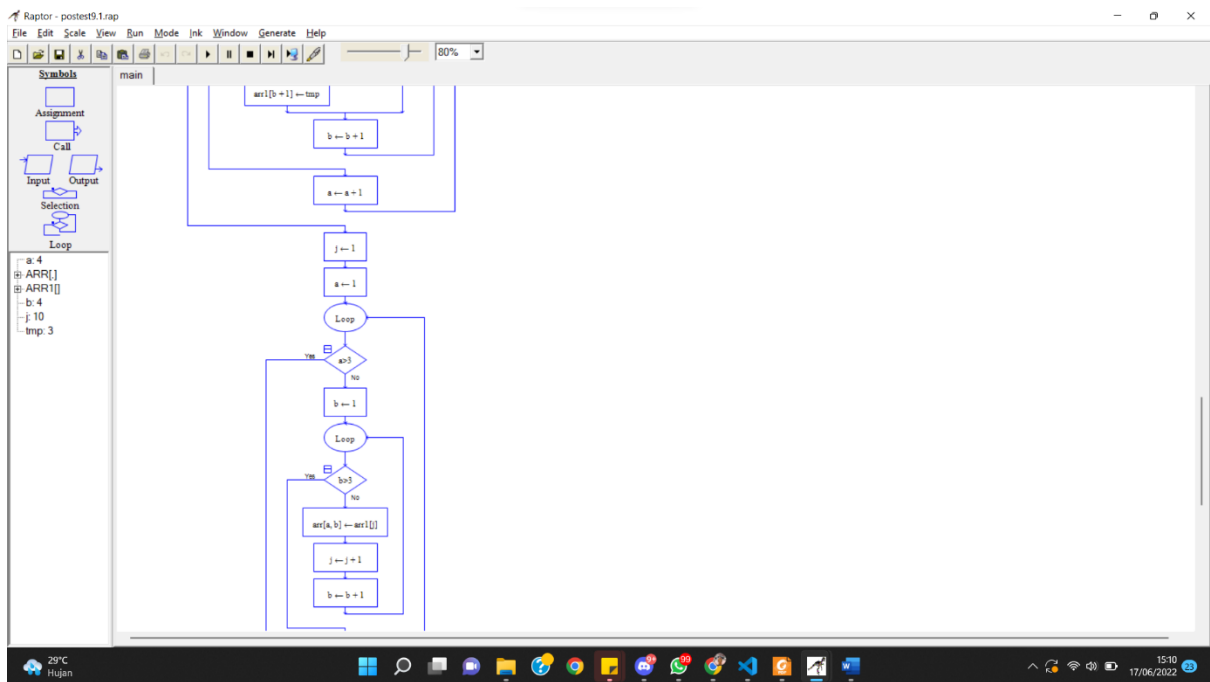 Raptor - postest9.1.rap
File Edit Scale View Run Mode Ink Window Generate Help
80%
Symbols
main
Assignment
Call
Input Output
Selection
Loop
a: 4
ARR[,]
ARR1[]
b: 4
j: 10
tmp: 3
arr1[b + 1] ← tmp
b ← b + 1
a ← a + 1
j ← 1
a ← 1
Loop
Yes a>3
No
b ← 1
Loop
Yes b>3
No
arr[a, b] ← arr1[j]
j ← j + 1
b ← b + 1
29°C
Hujan
99
15:10
17/06/2022
23